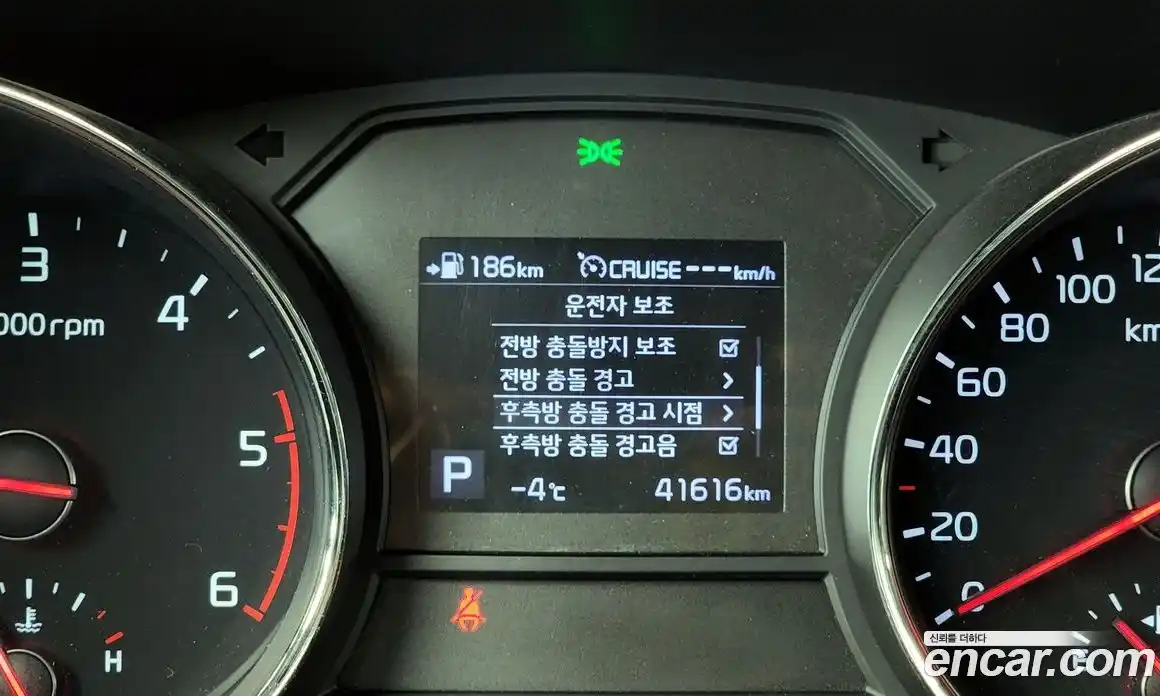 186km CRUISE---km/h
운전자 보조
전방 충돌방지 보조
전방 충돌 경고
후측방 충돌 경고 시점
후측방 충돌 경고음
P -4℃ 41616km
3
4
000rpm
5
6
H
12
100
80
km
60
40
20
0
E
신뢰를 더하다
encar.com